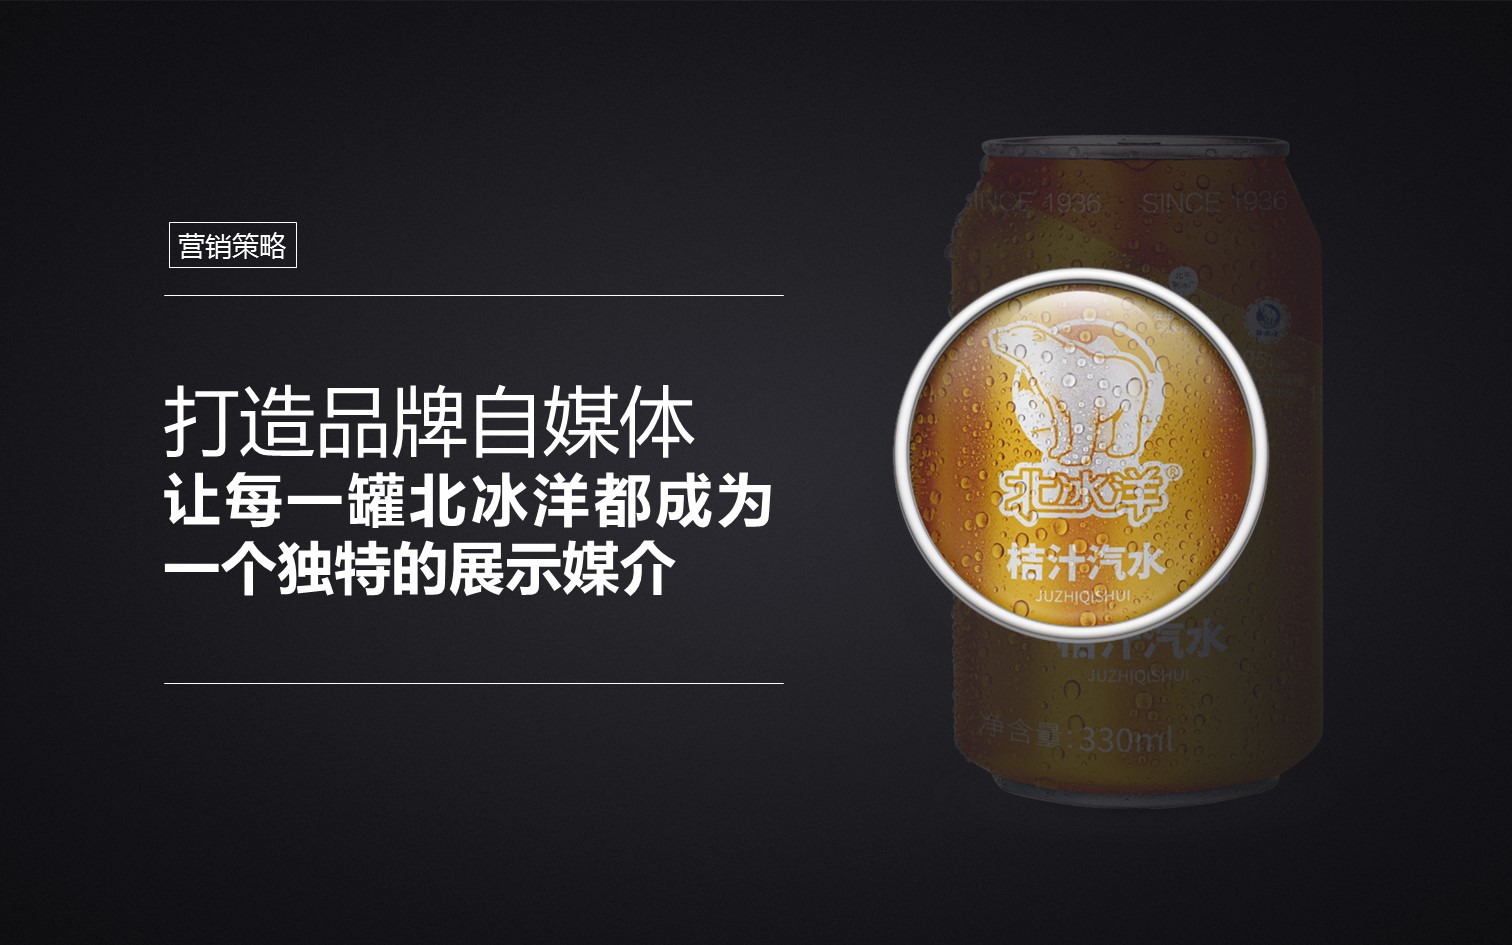 营销策略
打造品牌自媒体
让每一罐北冰洋都成为
一个独特的展示媒介
SINCE 1936 SINCE 1936
北冰洋®
桔汁汽水
JUZHIQISHUI
桔汁汽水
JUZHIQISHUI
净含量:330ml